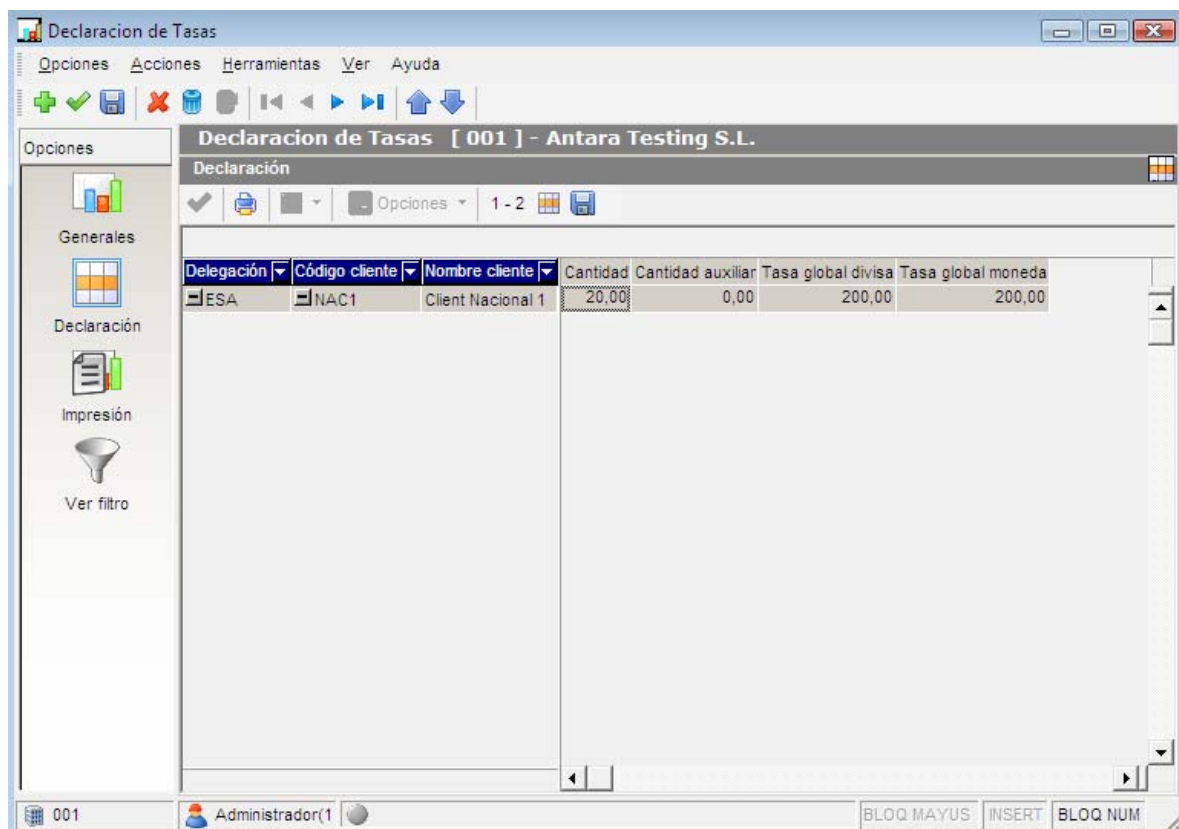 Declaracion de Tasas
Opciones Acciones Herramientas Ver Ayuda
Opciones
Declaracion de Tasas [ 001 ] - Antara Testing S.L.
Declaración
Opciones 1 - 2
Generales
Declaración
Impresión
Ver filtro
Delegación Código cliente Nombre cliente Cantidad Cantidad auxiliar Tasa global divisa Tasa global moneda
ESA NAC1 Client Nacional 1 20,00 0,00 200,00 200,00
001 Administrador(1 BLOQ MAYUS INSERT BLOQ NUM